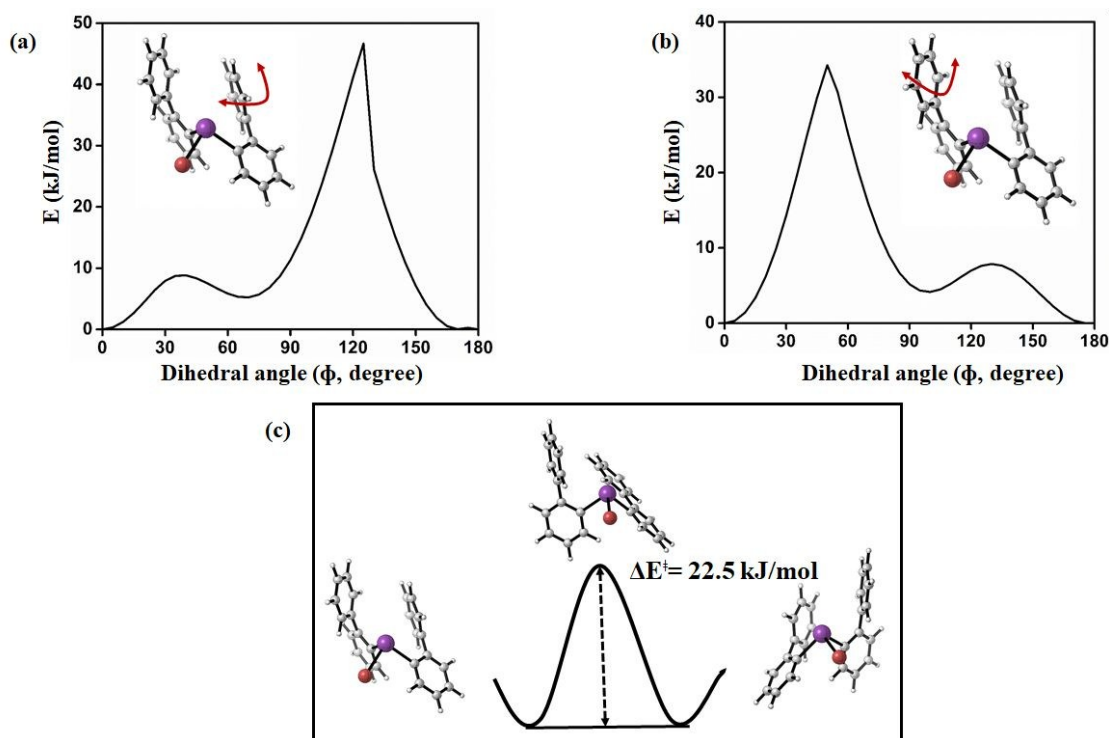 (a)
E (kJ/mol)
50
40
30
20
10
0
0 30 60 90 120 150 180
Dihedral angle (ϕ, degree)
(b)
E (kJ/mol)
40
30
20
10
0
0 30 60 90 120 150 180
Dihedral angle (ϕ, degree)
(c)
ΔE‡= 22.5 kJ/mol